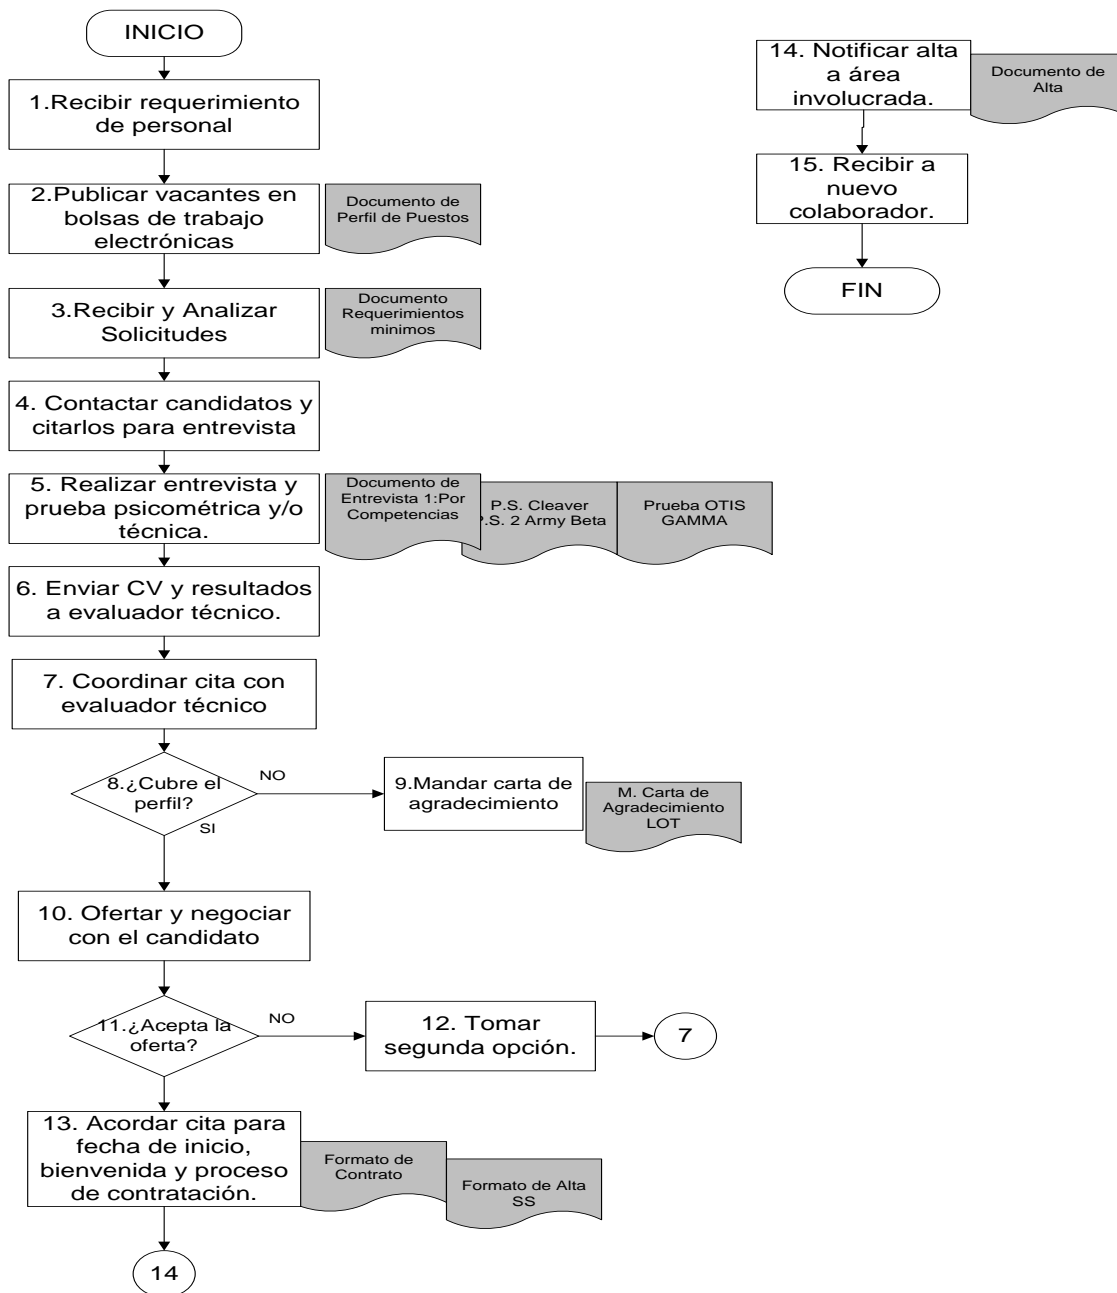 INICIO
1.Recibir requerimiento
de personal
2.Publicar vacantes en
bolsas de trabajo
electrónicas
Documento de
Perfil de Puestos
3.Recibir y Analizar
Solicitudes
Documento
Requerimientos
minimos
4. Contactar candidatos y
citarlos para entrevista
5. Realizar entrevista y
prueba psicométrica y/o
técnica.
Documento de
Entrevista 1:Por
Competencias
P.S. Cleaver
P.S. 2 Army Beta
Prueba OTIS
GAMMA
6. Enviar CV y resultados
a evaluador técnico.
7. Coordinar cita con
evaluador técnico
8.¿Cubre el
perfil?
NO
SI
9.Mandar carta de
agradecimiento
M. Carta de
Agradecimiento
LOT
10. Ofertar y negociar
con el candidato
11.¿Acepta la
oferta?
NO
12. Tomar
segunda opción.
7
13. Acordar cita para
fecha de inicio,
bienvenida y proceso
de contratación.
Formato de
Contrato
Formato de Alta
SS
14
14. Notificar alta
a área
involucrada.
Documento de
Alta
15. Recibir a
nuevo
colaborador.
FIN